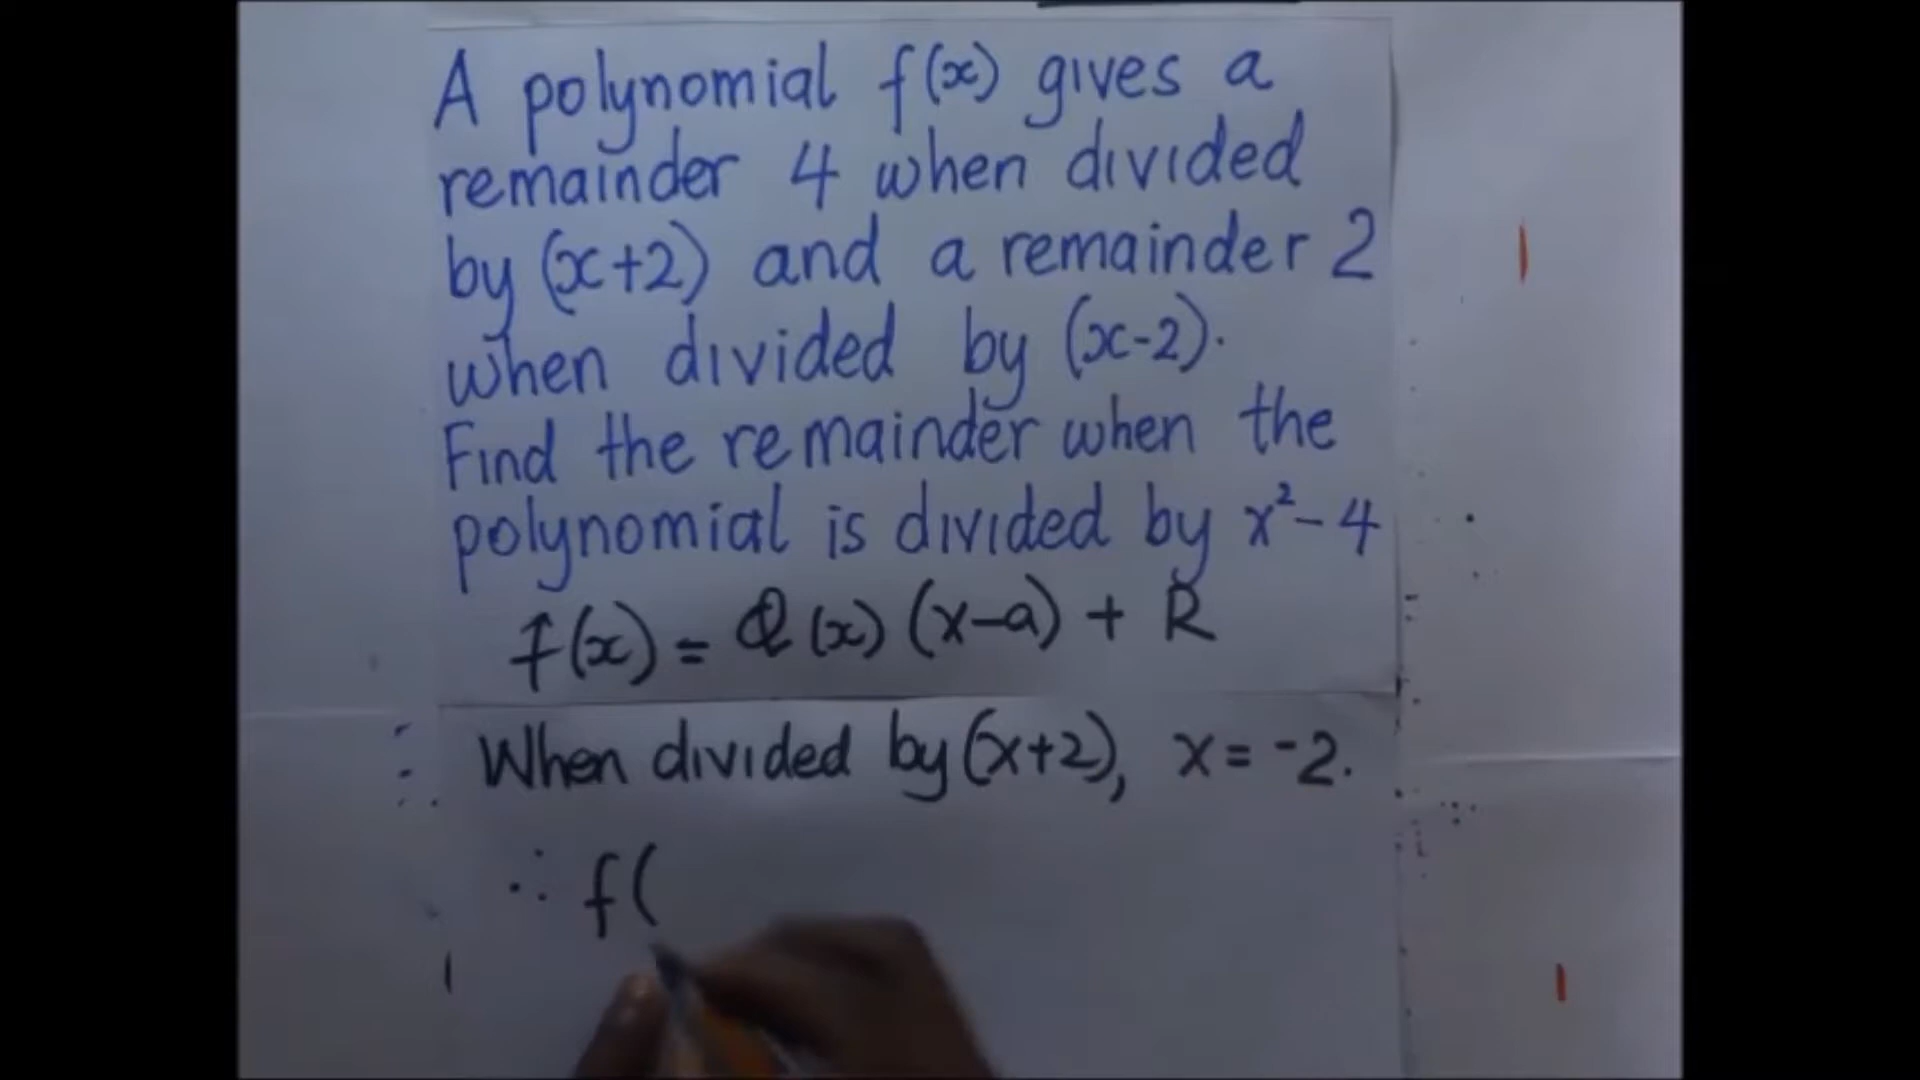 A polynomial f(x) gives a
remainder 4 when divided
by (x+2) and a remainder 2
when divided by (x-2).
Find the remainder when the
polynomial is divided by x²-4
f(x) = Q(x) (x-a) + R
When divided by (x+2), x = -2.
∴ f(